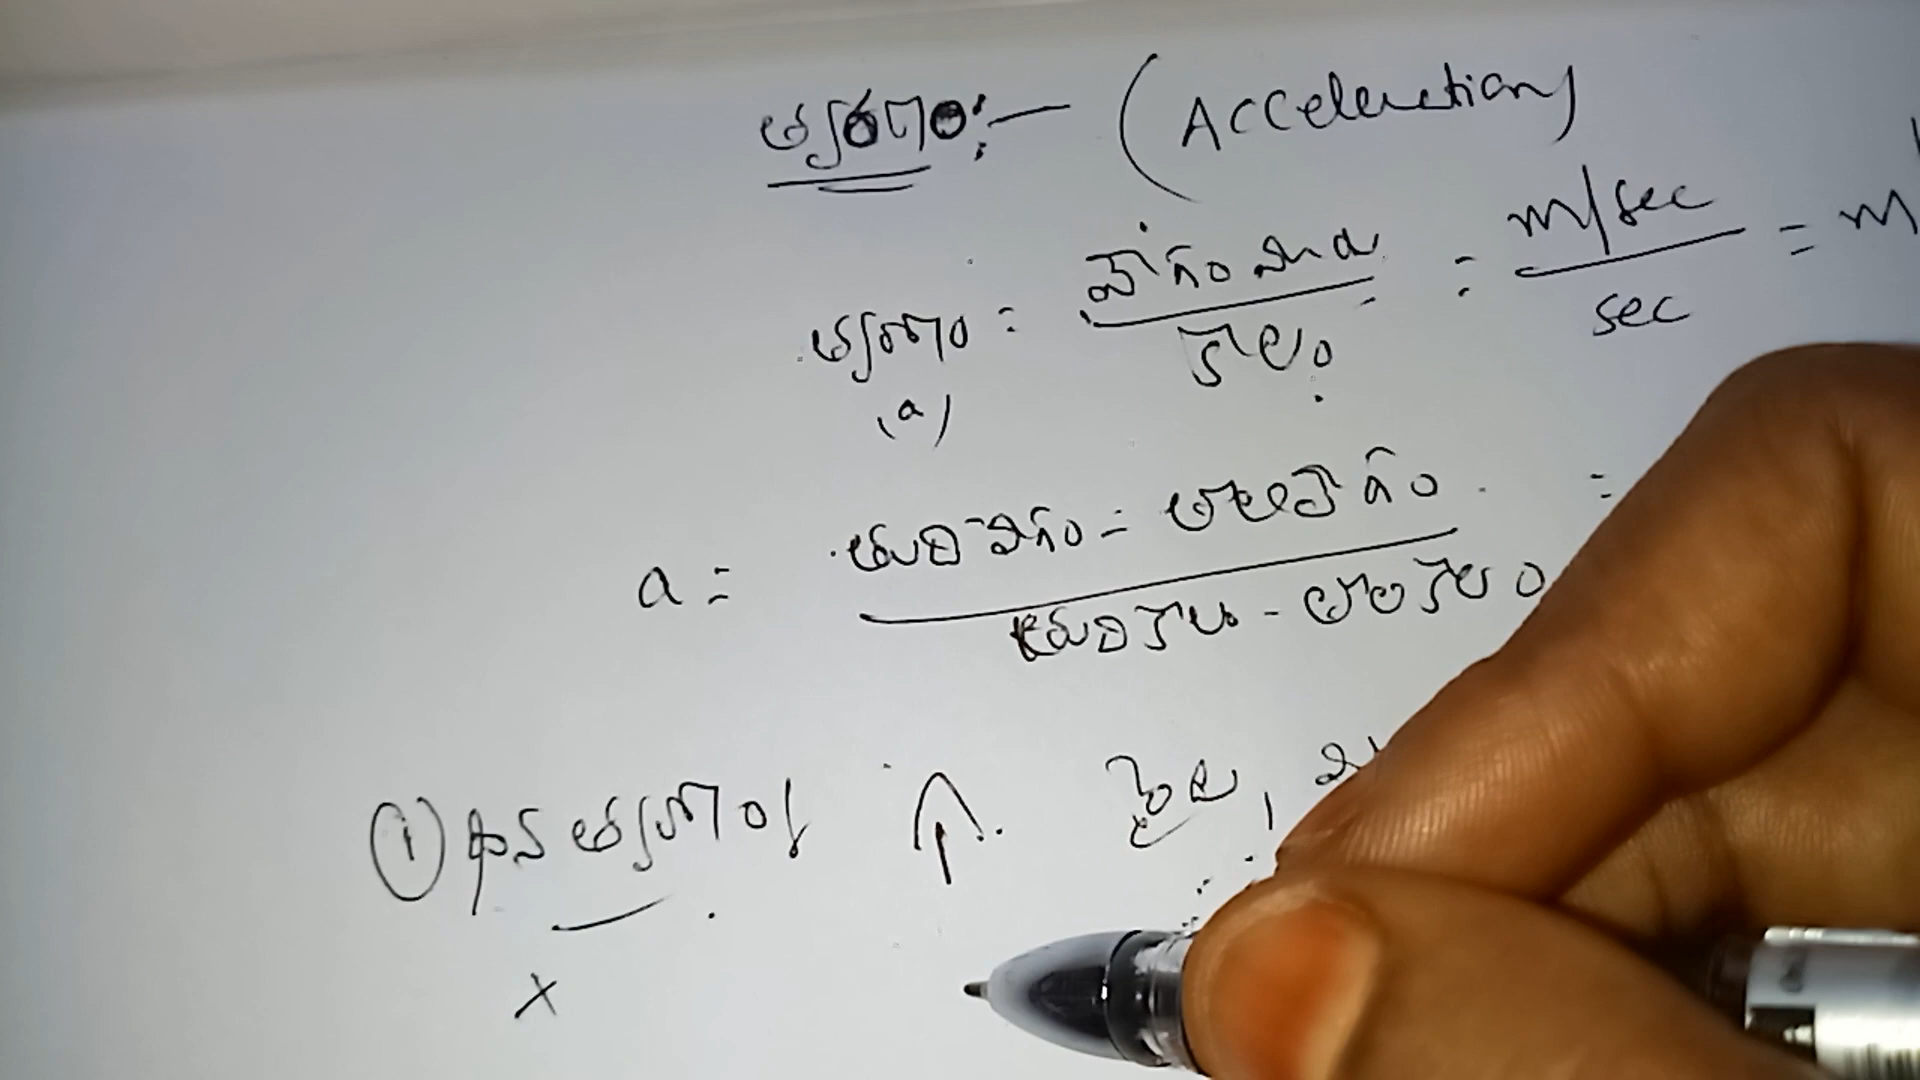 త్వరణం :— (Acceleration)
త్వరణం (a) = వేగం మార్పు / కాలం = m/sec / sec = m
a = తుదివేగం - తొలివేగం / తుదికాలం - తొలికాలం =
① ధన త్వరణం ↑
x